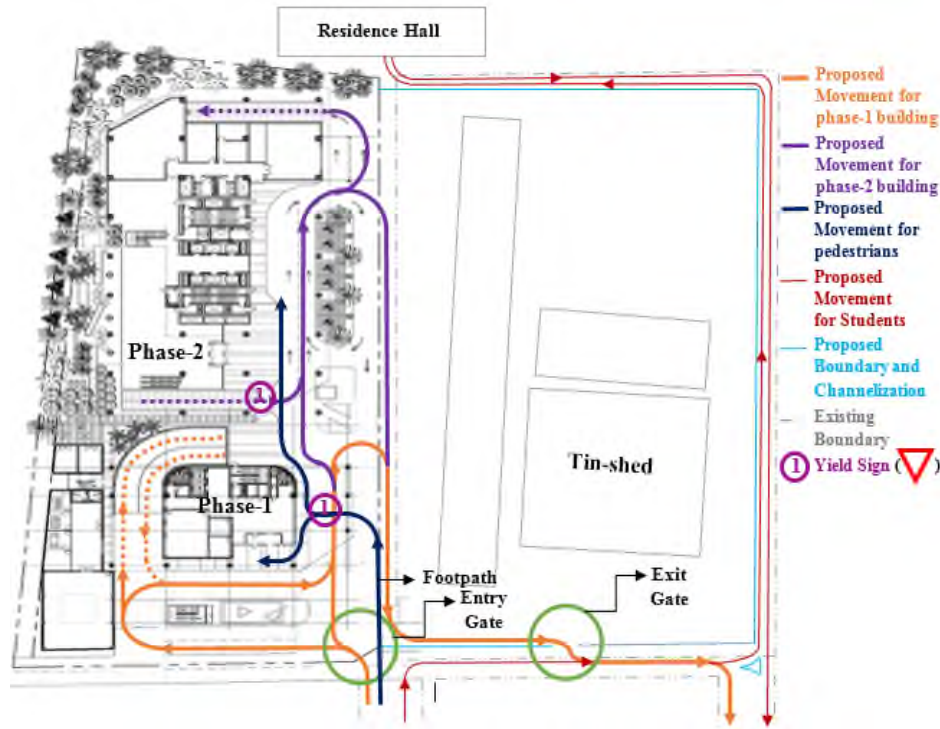 Residence Hall
Proposed
Movement for
phase-1 building
Proposed
Movement for
phase-2 building
Proposed
Movement for
pedestrians
Proposed
Movement
for Students
Proposed
Boundary and
Channelization
Existing
Boundary
1 Yield Sign ( )
Phase-2
1
Phase-1
1
Tin-shed
Footpath
Entry
Gate
Exit
Gate